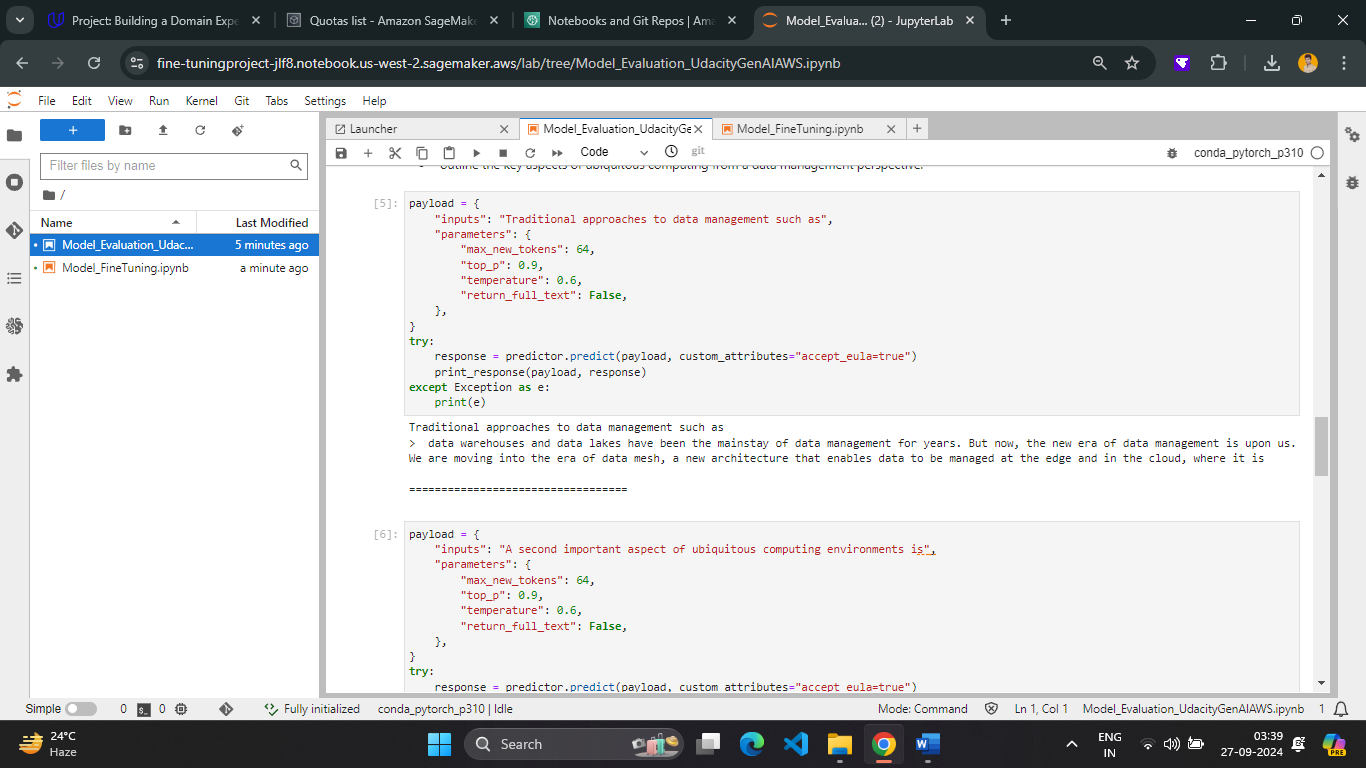 Project: Building a Domain Expe
Quotas list - Amazon SageMake
Notebooks and Git Repos | Ama
Model_Evalua... (2) - JupyterLab
fine-tuningproject-jlf8.notebook.us-west-2.sagemaker.aws/lab/tree/Model_Evaluation_UdacityGenAIAWS.ipynb
File Edit View Run Kernel Git Tabs Settings Help
Filter files by name
/
Name Last Modified
Model_Evaluation_Udac... 5 minutes ago
Model_FineTuning.ipynb a minute ago
Launcher
Model_Evaluation_UdacityGe
Model_FineTuning.ipynb
Code
git
conda_pytorch_p310
Outline the key aspects of ubiquitous computing from a data management perspective.
[5]:
payload = {
"inputs": "Traditional approaches to data management such as",
"parameters": {
"max_new_tokens": 64,
"top_p": 0.9,
"temperature": 0.6,
"return_full_text": False,
},
}
try:
response = predictor.predict(payload, custom_attributes="accept_eula=true")
print_response(payload, response)
except Exception as e:
print(e)
Traditional approaches to data management such as
> data warehouses and data lakes have been the mainstay of data management for years. But now, the new era of data management is upon us.
We are moving into the era of data mesh, a new architecture that enables data to be managed at the edge and in the cloud, where it is
==================================
[6]:
payload = {
"inputs": "A second important aspect of ubiquitous computing environments is",
"parameters": {
"max_new_tokens": 64,
"top_p": 0.9,
"temperature": 0.6,
"return_full_text": False,
},
}
try:
response = predictor.predict(payload, custom_attributes="accept_eula=true")
Simple 0 $_ 0 Fully initialized conda_pytorch_p310 | Idle Mode: Command Ln 1, Col 1 Model_Evaluation_UdacityGenAIAWS.ipynb 1
24°C
Haze
Search
ENG
IN
03:39
27-09-2024
PRE